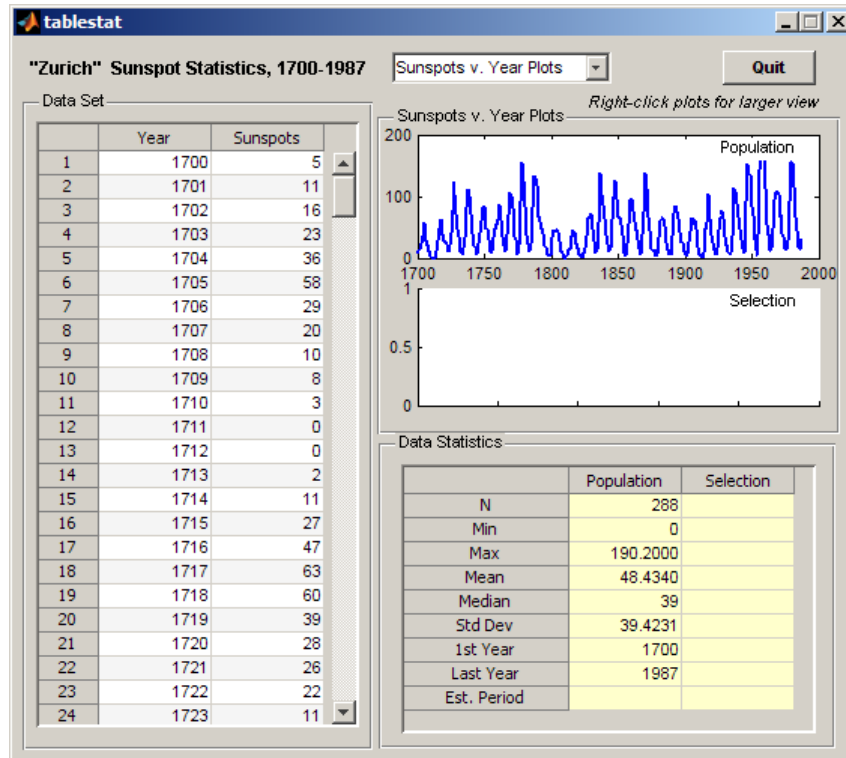 tablestat
"Zurich" Sunspot Statistics, 1700-1987
Sunspots v. Year Plots
Quit
Right-click plots for larger view
Data Set
Year Sunspots
1 1700 5
2 1701 11
3 1702 16
4 1703 23
5 1704 36
6 1705 58
7 1706 29
8 1707 20
9 1708 10
10 1709 8
11 1710 3
12 1711 0
13 1712 0
14 1713 2
15 1714 11
16 1715 27
17 1716 47
18 1717 63
19 1718 60
20 1719 39
21 1720 28
22 1721 26
23 1722 22
24 1723 11
Sunspots v. Year Plots
200
Population
100
0
1700 1750 1800 1850 1900 1950 2000
1
Selection
0.5
0
Data Statistics
Population Selection
N 288
Min 0
Max 190.2000
Mean 48.4340
Median 39
Std Dev 39.4231
1st Year 1700
Last Year 1987
Est. Period